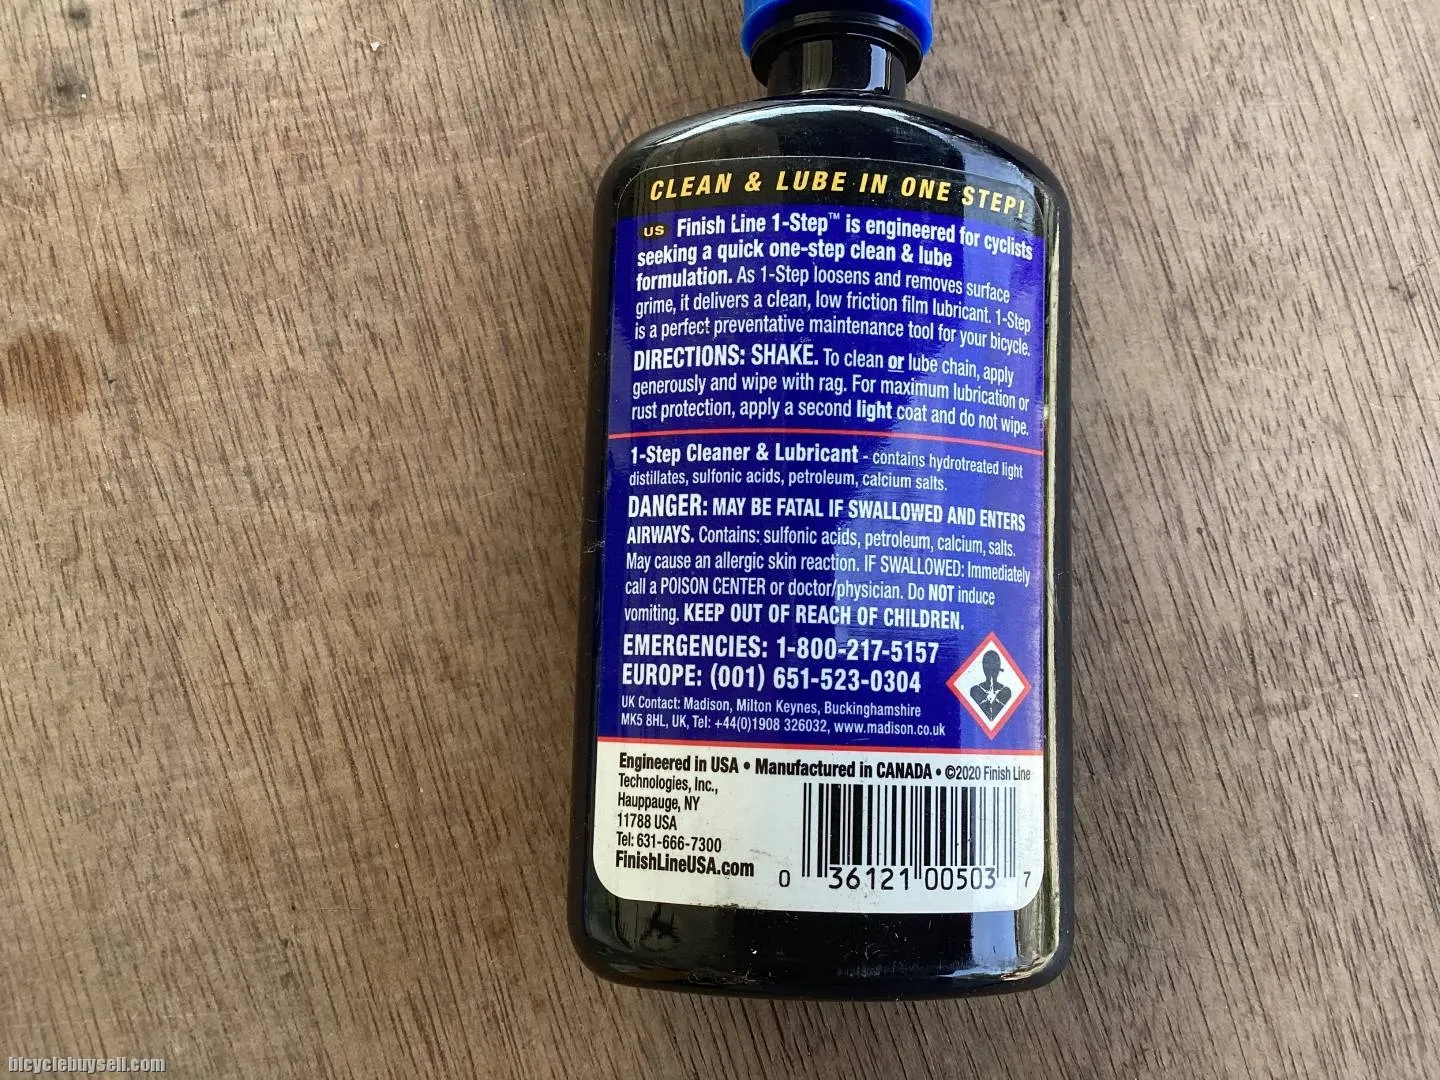 CLEAN & LUBE IN ONE STEP!
US Finish Line 1-Step™ is engineered for cyclists
seeking a quick one-step clean & lube
formulation. As 1-Step loosens and removes surface
grime, it delivers a clean, low friction film lubricant. 1-Step
is a perfect preventative maintenance tool for your bicycle.
DIRECTIONS: SHAKE. To clean or lube chain, apply
generously and wipe with rag. For maximum lubrication or
rust protection, apply a second light coat and do not wipe.
1-Step Cleaner & Lubricant - contains hydrotreated light
distillates, sulfonic acids, petroleum, calcium salts.
DANGER: MAY BE FATAL IF SWALLOWED AND ENTERS
AIRWAYS. Contains: sulfonic acids, petroleum, calcium, salts.
May cause an allergic skin reaction. IF SWALLOWED: Immediately
call a POISON CENTER or doctor/physician. Do NOT induce
vomiting. KEEP OUT OF REACH OF CHILDREN.
EMERGENCIES: 1-800-217-5157
EUROPE: (001) 651-523-0304
UK Contact: Madison, Milton Keynes, Buckinghamshire
MK5 8HL, UK, Tel: +44(0)1908 326032, www.madison.co.uk
Engineered in USA • Manufactured in CANADA • ©2020 Finish Line
Technologies, Inc.,
Hauppauge, NY
11788 USA
Tel: 631-666-7300
FinishLineUSA.com
0 36121 00503 7
bicyclebuysell.com